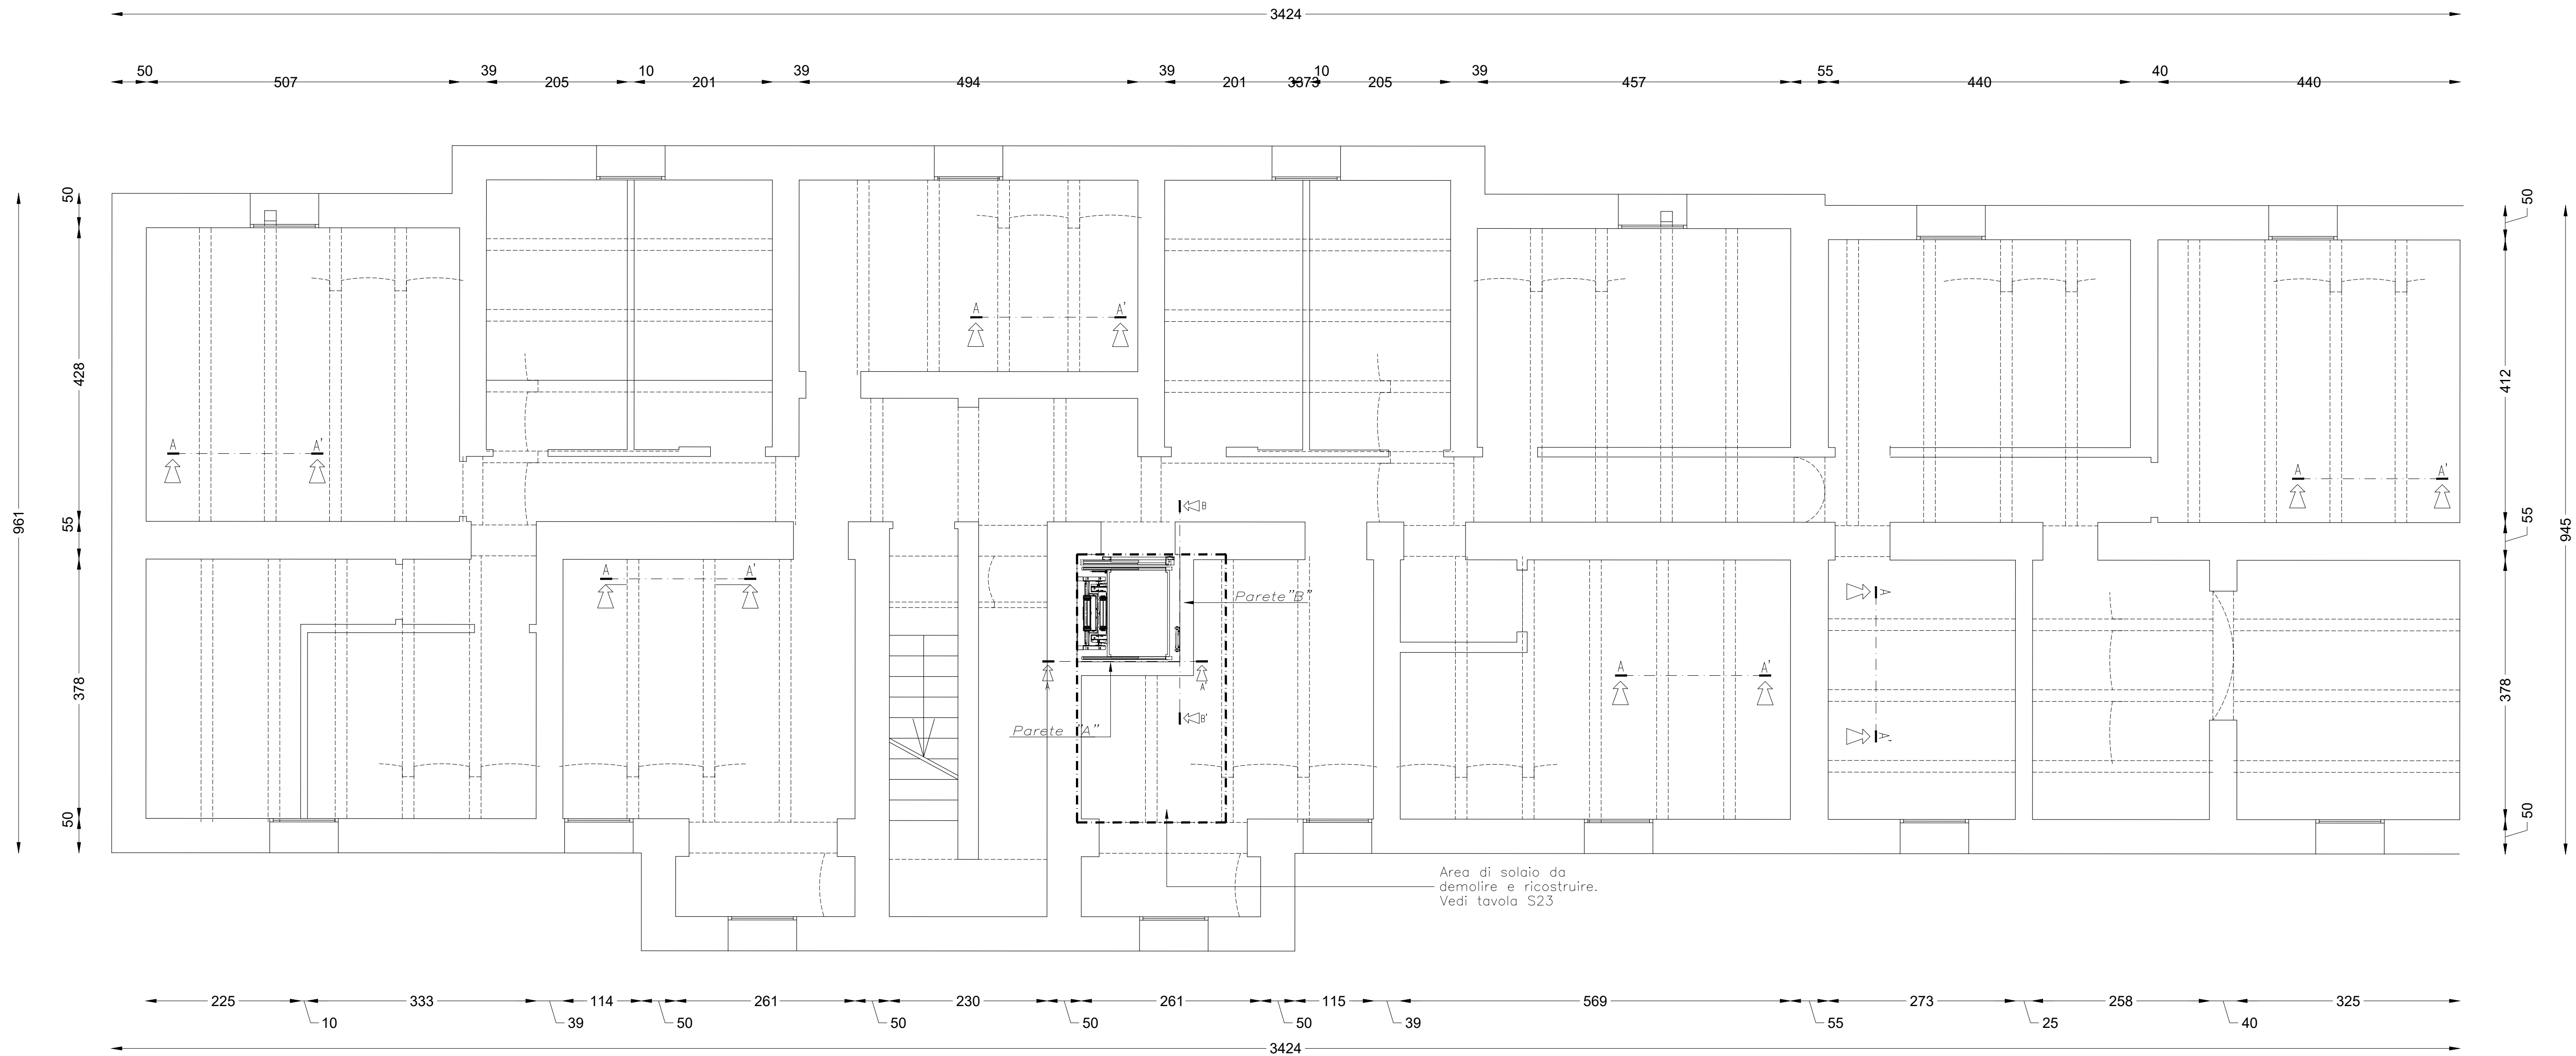 3424
50 507 39 205 10 201 39 494 39 201 3373 10 205 39 457 55 440 40 440
50
50
428
412
A A'
A A'
A A'
961
55
55
945
B
A A'
A
Parete"B"
A A'
A A'
378
378
B'
Parete "A"
A'
50
50
Area di solaio da
demolire e ricostruire.
Vedi tavola S23
225 333 114 261 230 261 115 569 273 258 325
10 39 50 50 50 50 39 55 25 40
3424